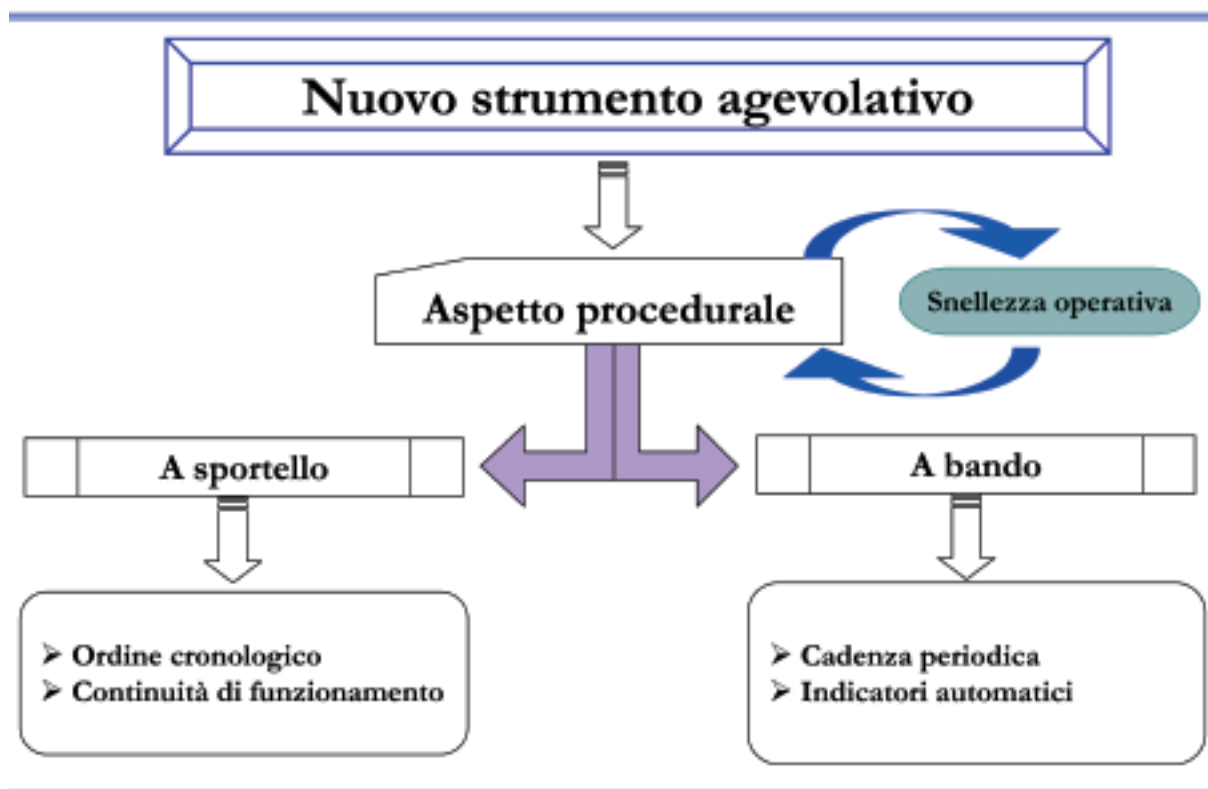 Nuovo strumento agevolativo
Aspetto procedurale
Snellezza operativa
A sportello
A bando
➢ Ordine cronologico
➢ Continuità di funzionamento
➢ Cadenza periodica
➢ Indicatori automatici